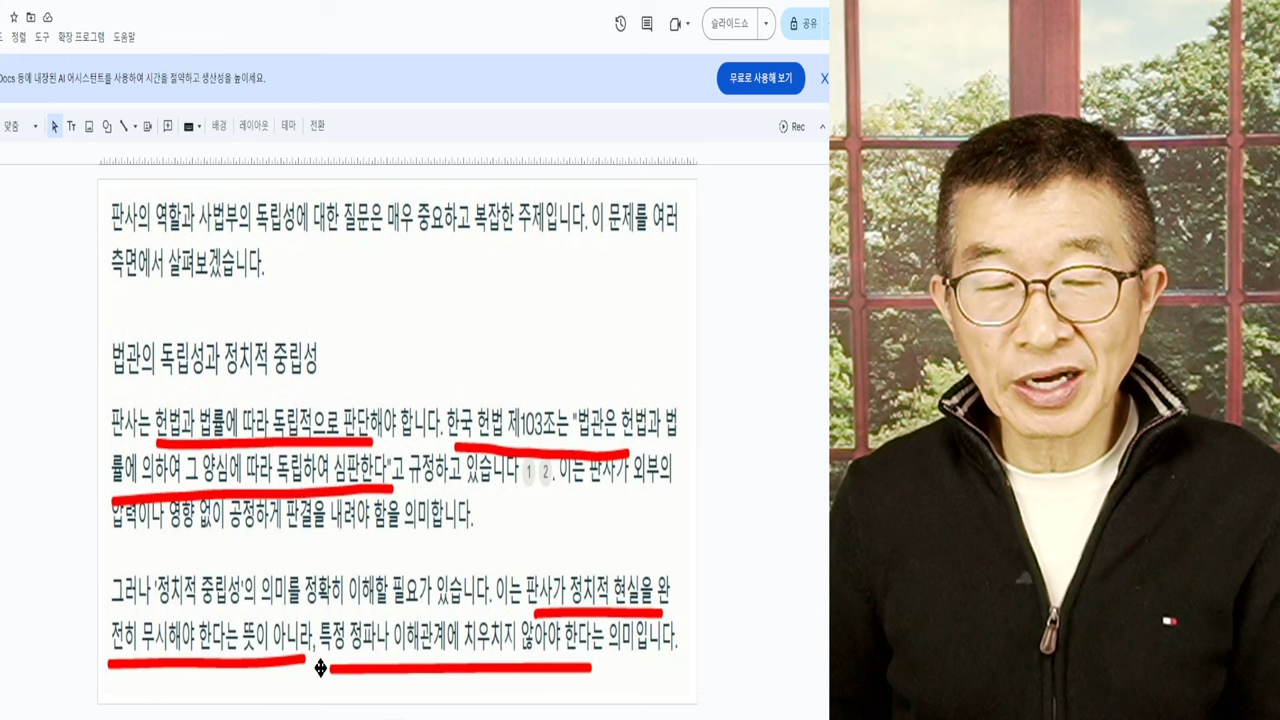 정렬 도구 확장 프로그램 도움말
슬라이드쇼
공유
Docs 등에 내장된 AI 어시스턴트를 사용하여 시간을 절약하고 생산성을 높이세요.
무료로 사용해 보기
맞춤
배경 레이아웃 테마 전환
Rec
판사의 역할과 사법부의 독립성에 대한 질문은 매우 중요하고 복잡한 주제입니다. 이 문제를 여러
측면에서 살펴보겠습니다.
법관의 독립성과 정치적 중립성
판사는 헌법과 법률에 따라 독립적으로 판단해야 합니다. 한국 헌법 제103조는 "법관은 헌법과 법
률에 의하여 그 양심에 따라 독립하여 심판한다"고 규정하고 있습니다 1 2 . 이는 판사가 외부의
압력이나 영향 없이 공정하게 판결을 내려야 함을 의미합니다.
그러나 '정치적 중립성'의 의미를 정확히 이해할 필요가 있습니다. 이는 판사가 정치적 현실을 완
전히 무시해야 한다는 뜻이 아니라, 특정 정파나 이해관계에 치우치지 않아야 한다는 의미입니다.